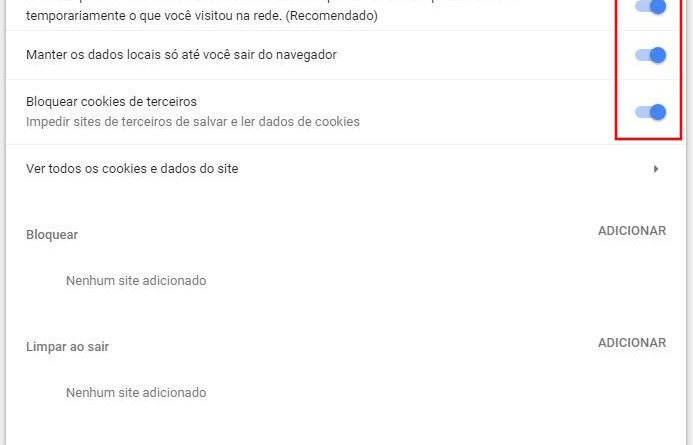 temporariamente o que você visitou na rede. (Recomendado)
Manter os dados locais só até você sair do navegador
Bloquear cookies de terceiros
Impedir sites de terceiros de salvar e ler dados de cookies
Ver todos os cookies e dados do site
Bloquear
ADICIONAR
Nenhum site adicionado
Limpar ao sair
ADICIONAR
Nenhum site adicionado